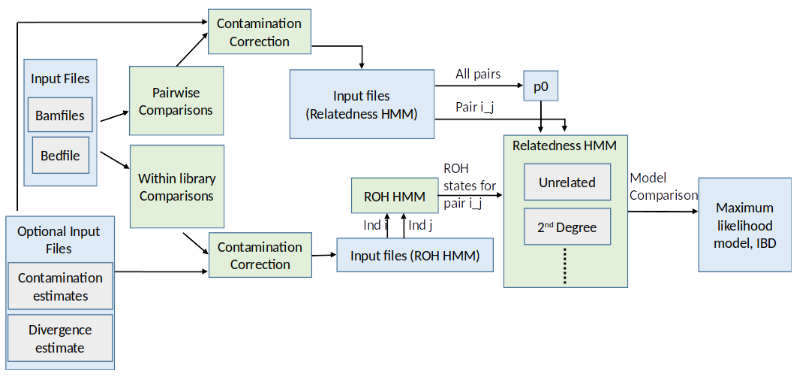 Contamination
Correction
Input Files
Bamfiles
Bedfile
Pairwise
Comparisons
Within library
Comparisons
Input files
(Relatedness HMM)
All pairs
Pair i_j
p0
Relatedness HMM
Unrelated
2nd Degree
ROH
states for
pair i_j
ROH HMM
Ind i
Ind j
Input files (ROH HMM)
Contamination
Correction
Optional Input
Files
Contamination
estimates
Divergence
estimate
Model
Comparison
Maximum
likelihood
model, IBD